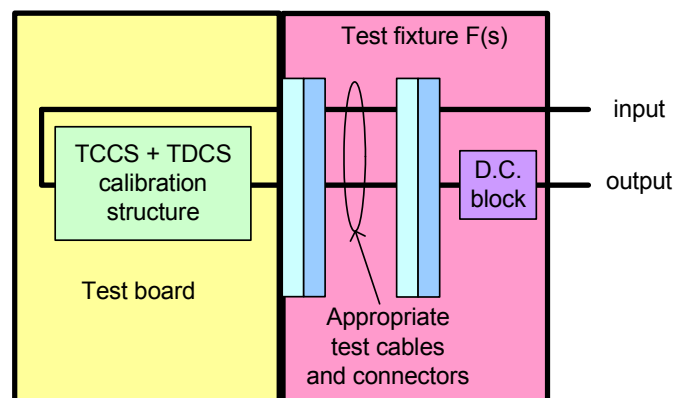 Test fixture F(s)
input
TCCS + TDCS
calibration
structure
D.C.
block
output
Test board
Appropriate
test cables
and connectors